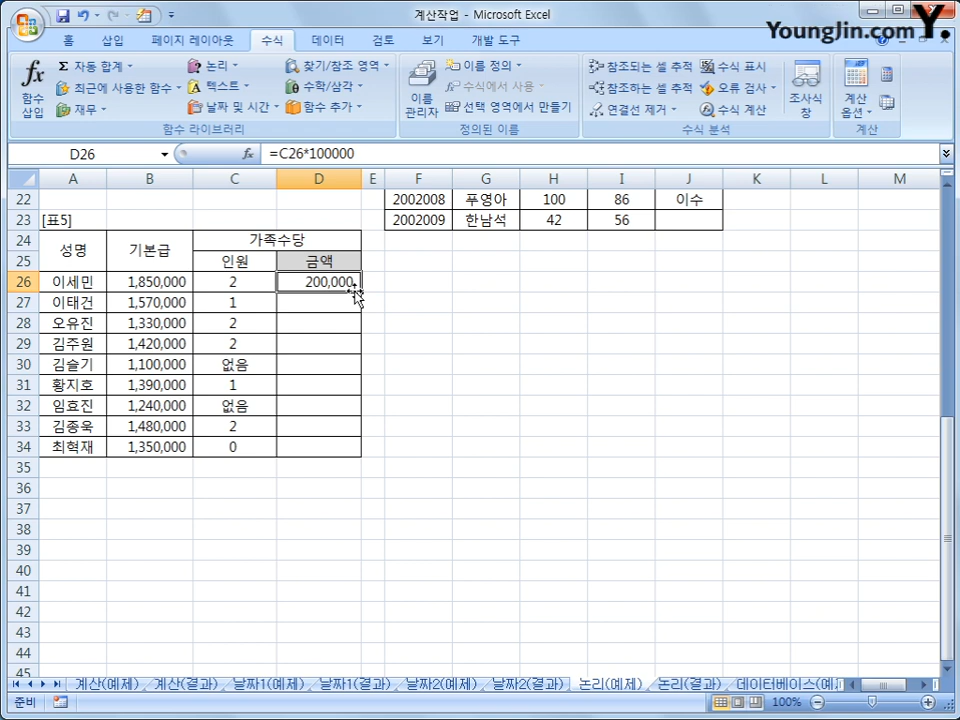 계산작업 - Microsoft Excel
YoungJin.com Y.
홈 삽입 페이지 레이아웃 수식 데이터 검토 보기 개발 도구
fx 함수 삽입
Σ 자동 합계
최근에 사용한 함수
재무
논리
텍스트
날짜 및 시간
찾기/참조 영역
수학/삼각
함수 추가
함수 라이브러리
이름 관리자
이름 정의
수식에서 사용
선택 영역에서 만들기
정의된 이름
참조되는 셀 추적
참조하는 셀 추적
연결선 제거
수식 표시
오류 검사
수식 계산
조사식 창
수식 분석
계산 옵션
계산
D26 fx =C26*100000
A B C D E F G H I J K L M
22 2002008 푸영아 100 86 이수
23 [표5] 2002009 한남석 42 56
24 성명 기본급 가족수당
25 인원 금액
26 이세민 1,850,000 2 200,000
27 이태건 1,570,000 1
28 오유진 1,330,000 2
29 김주원 1,420,000 2
30 김슬기 1,100,000 없음
31 황지호 1,390,000 1
32 임효진 1,240,000 없음
33 김종욱 1,480,000 2
34 최혁재 1,350,000 0
35
36
37
38
39
40
41
42
43
44
45
계산(예제) 계산(결과) 날짜1(예제) 날짜1(결과) 날짜2(예제) 날짜2(결과) 논리(예제) 논리(결과) 데이터베이스(예제
준비 100%